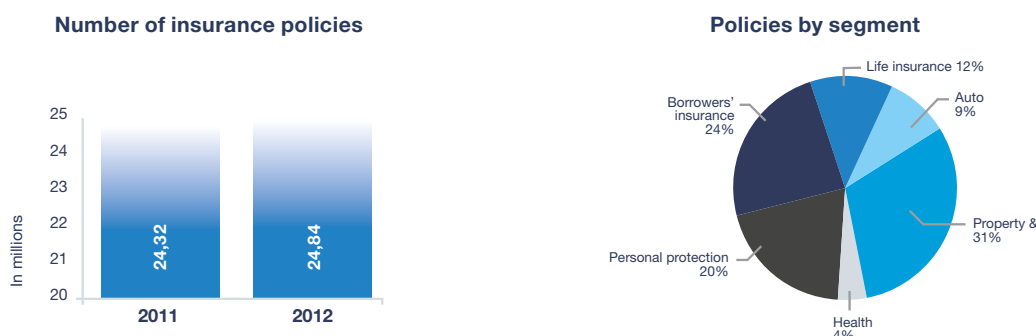 Number of insurance policies
25
24
23
22
21
20
In millions
24,32
24,84
2011
2012
Policies by segment
Life insurance 12%
Auto
9%
Property &
31%
Health
4%
Personal protection
20%
Borrowers'
insurance
24%